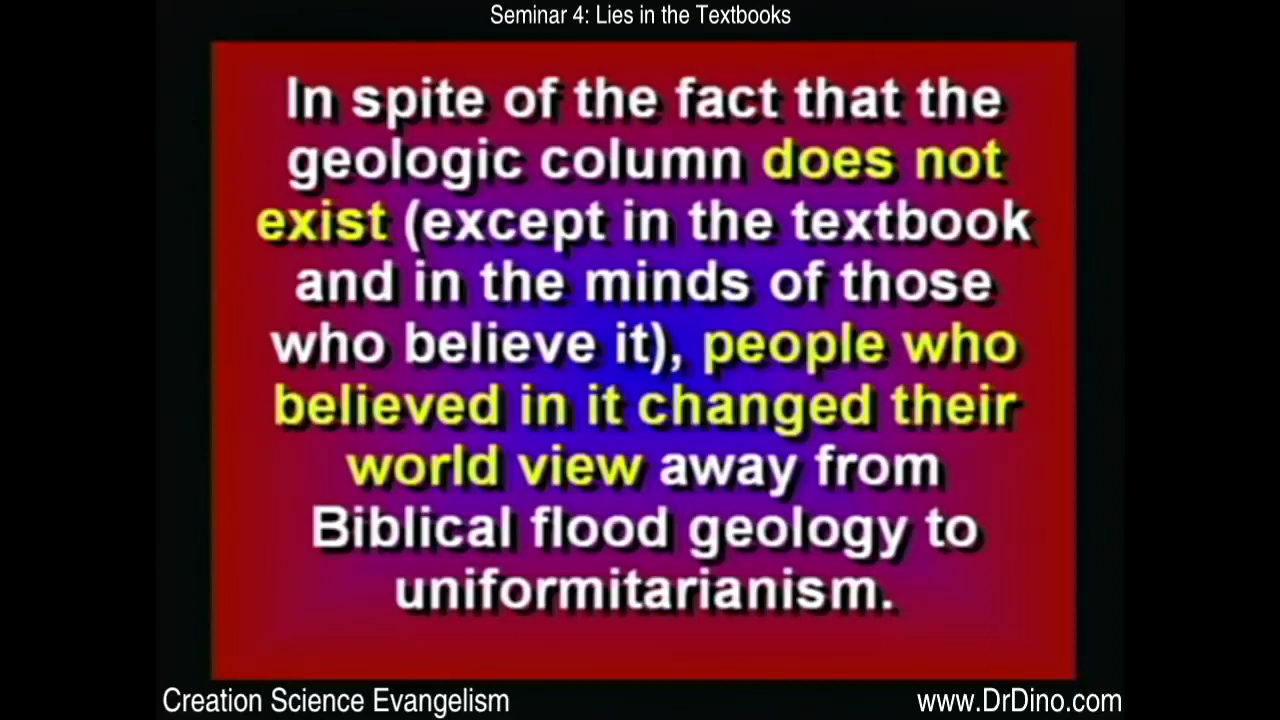 Seminar 4: Lies in the Textbooks
In spite of the fact that the
geologic column does not
exist (except in the textbook
and in the minds of those
who believe it), people who
believed in it changed their
world view away from
Biblical flood geology to
uniformitarianism.
Creation Science Evangelism
www.DrDino.com